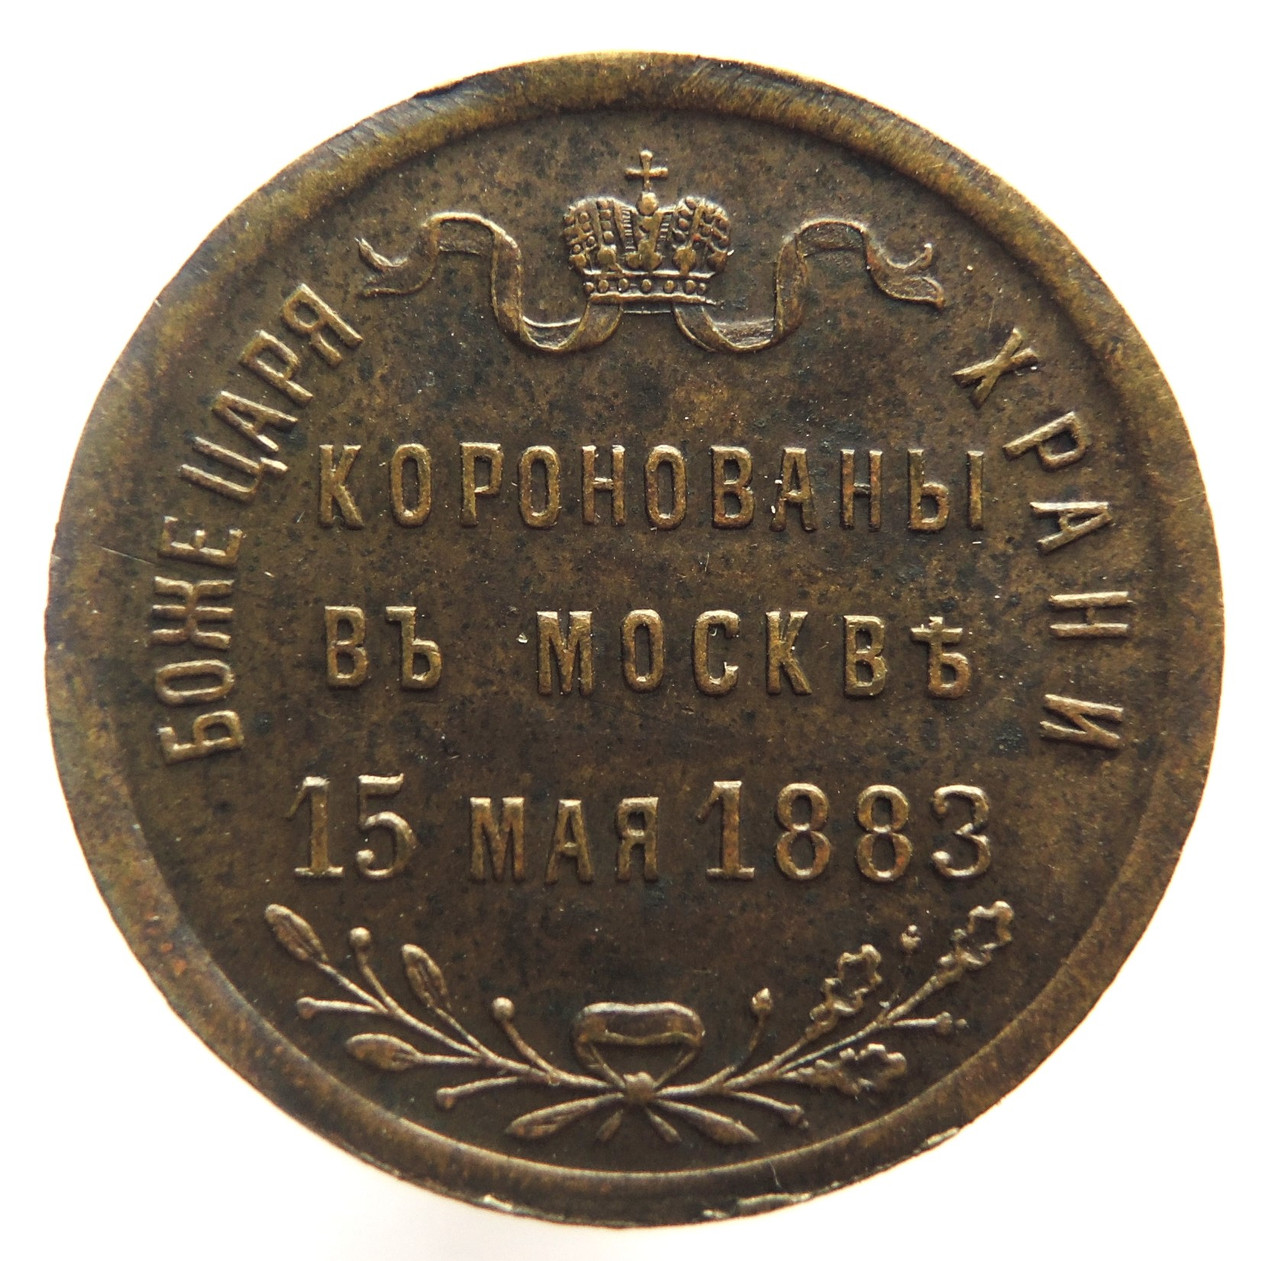 БОЖЕ ЦАРЯ ХРАНИ
КОРОНОВАНЫ
ВЪ МОСКВѢ
15 МАЯ 1883